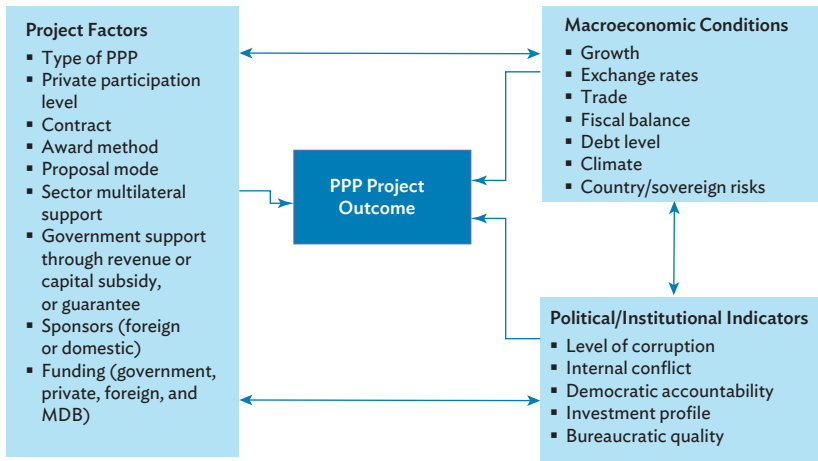 Project Factors
▪ Type of PPP
▪ Private participation
level
▪ Contract
▪ Award method
▪ Proposal mode
▪ Sector multilateral
support
▪ Government support
through revenue or
capital subsidy,
or guarantee
▪ Sponsors (foreign
or domestic)
▪ Funding (government,
private, foreign, and
MDB)
PPP Project
Outcome
Macroeconomic Conditions
▪ Growth
▪ Exchange rates
▪ Trade
▪ Fiscal balance
▪ Debt level
▪ Climate
▪ Country/sovereign risks
Political/Institutional Indicators
▪ Level of corruption
▪ Internal conflict
▪ Democratic accountability
▪ Investment profile
▪ Bureaucratic quality